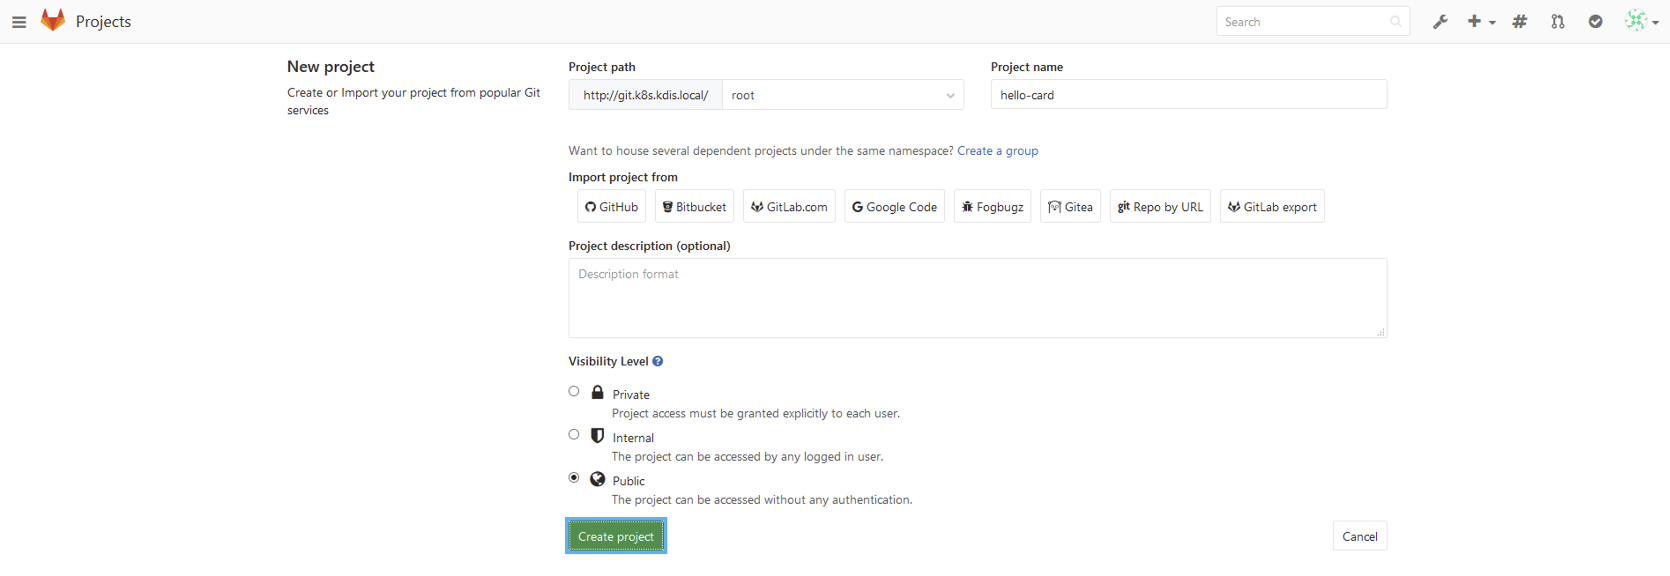 Projects
Search
New project
Create or Import your project from popular Git
services
Project path
http://git.k8s.kdis.local/ root
Project name
hello-card
Want to house several dependent projects under the same namespace? Create a group
Import project from
GitHub Bitbucket GitLab.com Google Code Fogbugz Gitea git Repo by URL GitLab export
Project description (optional)
Description format
Visibility Level ?
Private
Project access must be granted explicitly to each user.
Internal
The project can be accessed by any logged in user.
Public
The project can be accessed without any authentication.
Create project
Cancel